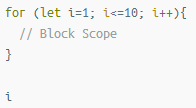 for (let i=1; i<=10; i++){
  // Block Scope
}
i